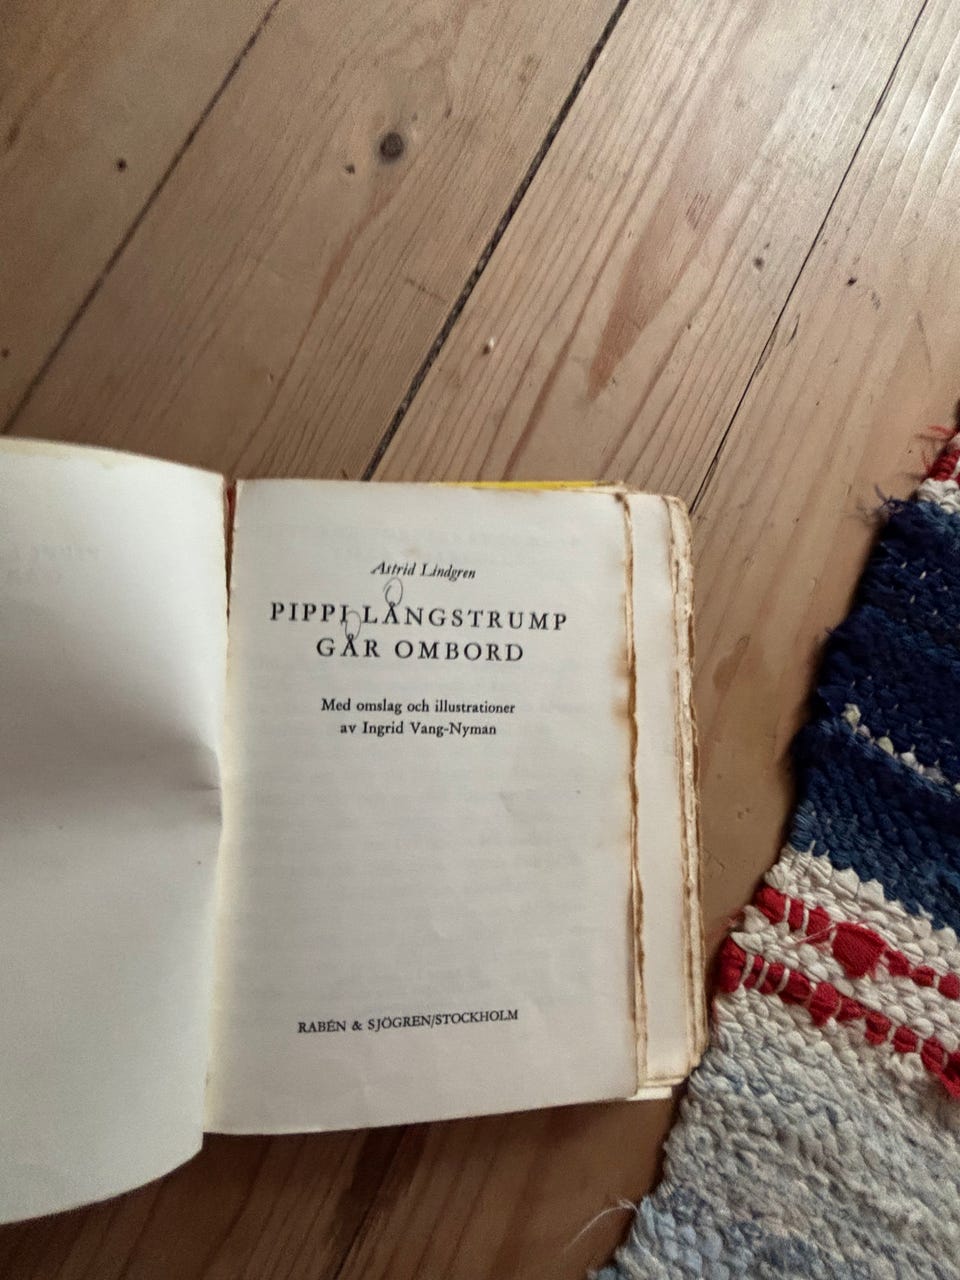 Astrid Lindgren
PIPPI LÅNGSTRUMP
GÅR OMBORD
Med omslag och illustrationer
av Ingrid Vang-Nyman
RABÉN & SJÖGREN/STOCKHOLM